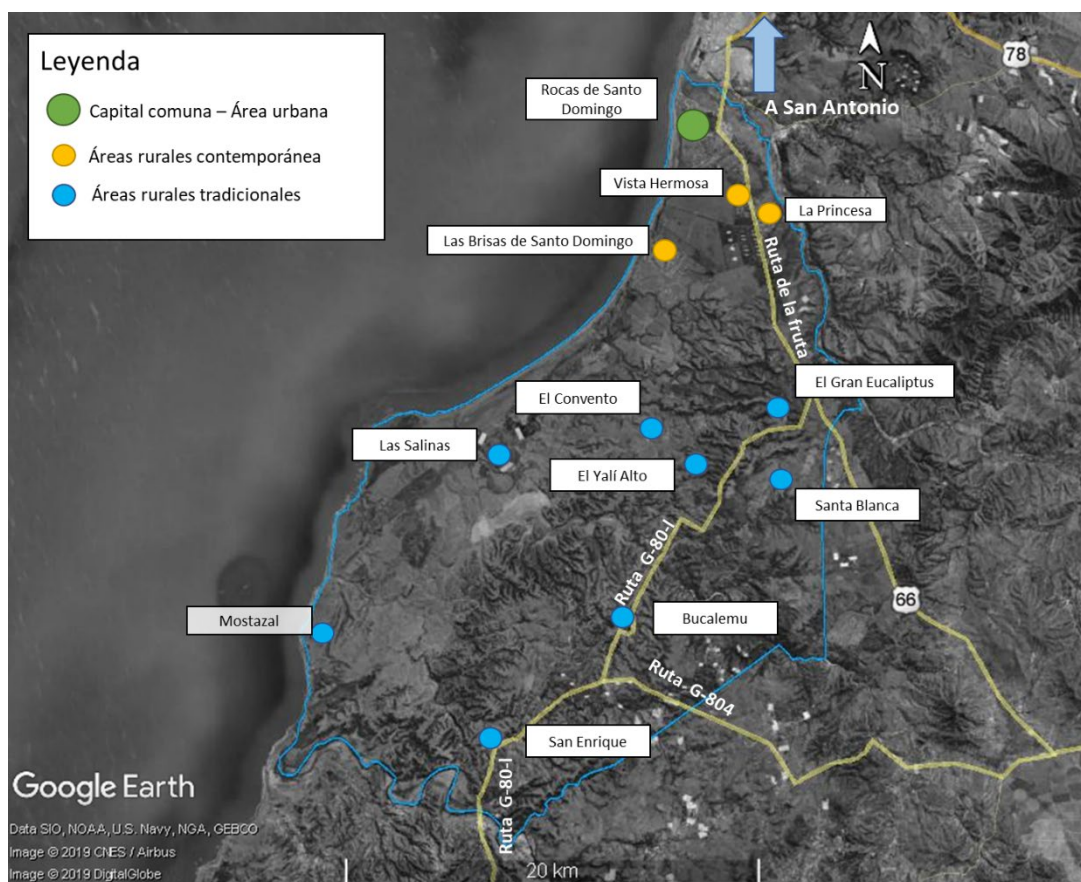 Leyenda
Capital comuna – Área urbana
Áreas rurales contemporánea
Áreas rurales tradicionales
78
N
A San Antonio
Rocas de Santo
Domingo
Vista Hermosa
La Princesa
Las Brisas de Santo Domingo
Ruta de la fruta
El Gran Eucaliptus
El Convento
Las Salinas
El Yalí Alto
Santa Blanca
Ruta G-80-I
66
Mostazal
Bucalemu
Ruta G-804
San Enrique
Ruta G-80-I
Google Earth
Data SIO, NOAA, U.S. Navy, NGA, GEBCO
Image © 2019 CNES / Airbus
Image © 2019 DigitalGlobe
20 km